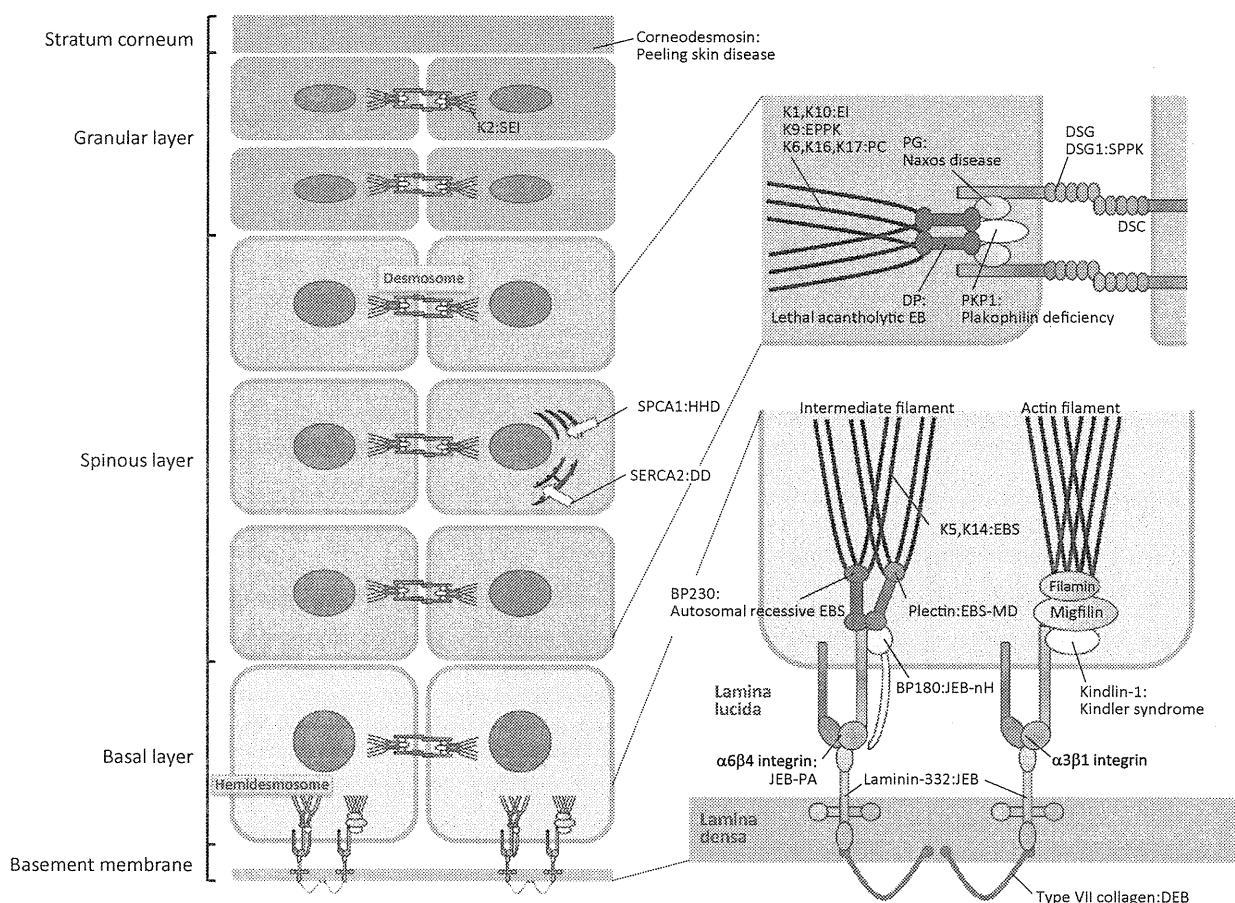 Stratum corneum
Granular layer
Spinous layer
Basal layer
Basement membrane
Corneodesmosin:
Peeling skin disease
K2:SEI
Desmosome
SPCA1:HHD
SERCA2:DD
Hemidesmosome
K1,K10:EI
K9:EPPK
K6,K16,K17:PC
PG:
Naxos disease
DSG
DSG1:SPPK
DSC
DP:
Lethal acantholytic EB
PKP1:
Plakophilin deficiency
Intermediate filament
Actin filament
K5,K14:EBS
BP230:
Autosomal recessive EBS
Plectin:EBS-MD
Filamin
Migfilin
BP180:JEB-nH
Kindlin-1:
Kindler syndrome
Lamina
lucida
α6β4 integrin:
JEB-PA
α3β1 integrin
Laminin-332:JEB
Lamina
densa
Type VII collagen:DEB